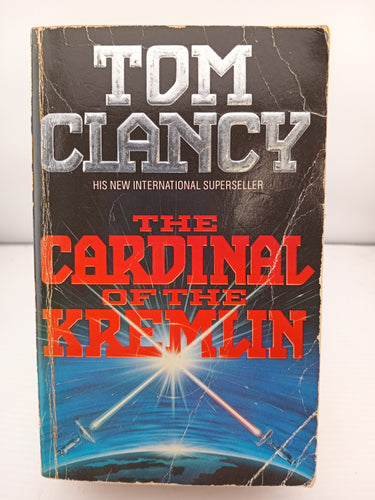 TOM
CLANCY
HIS NEW INTERNATIONAL SUPERSELLER
THE
CARDINAL
OF THE
KREMLIN